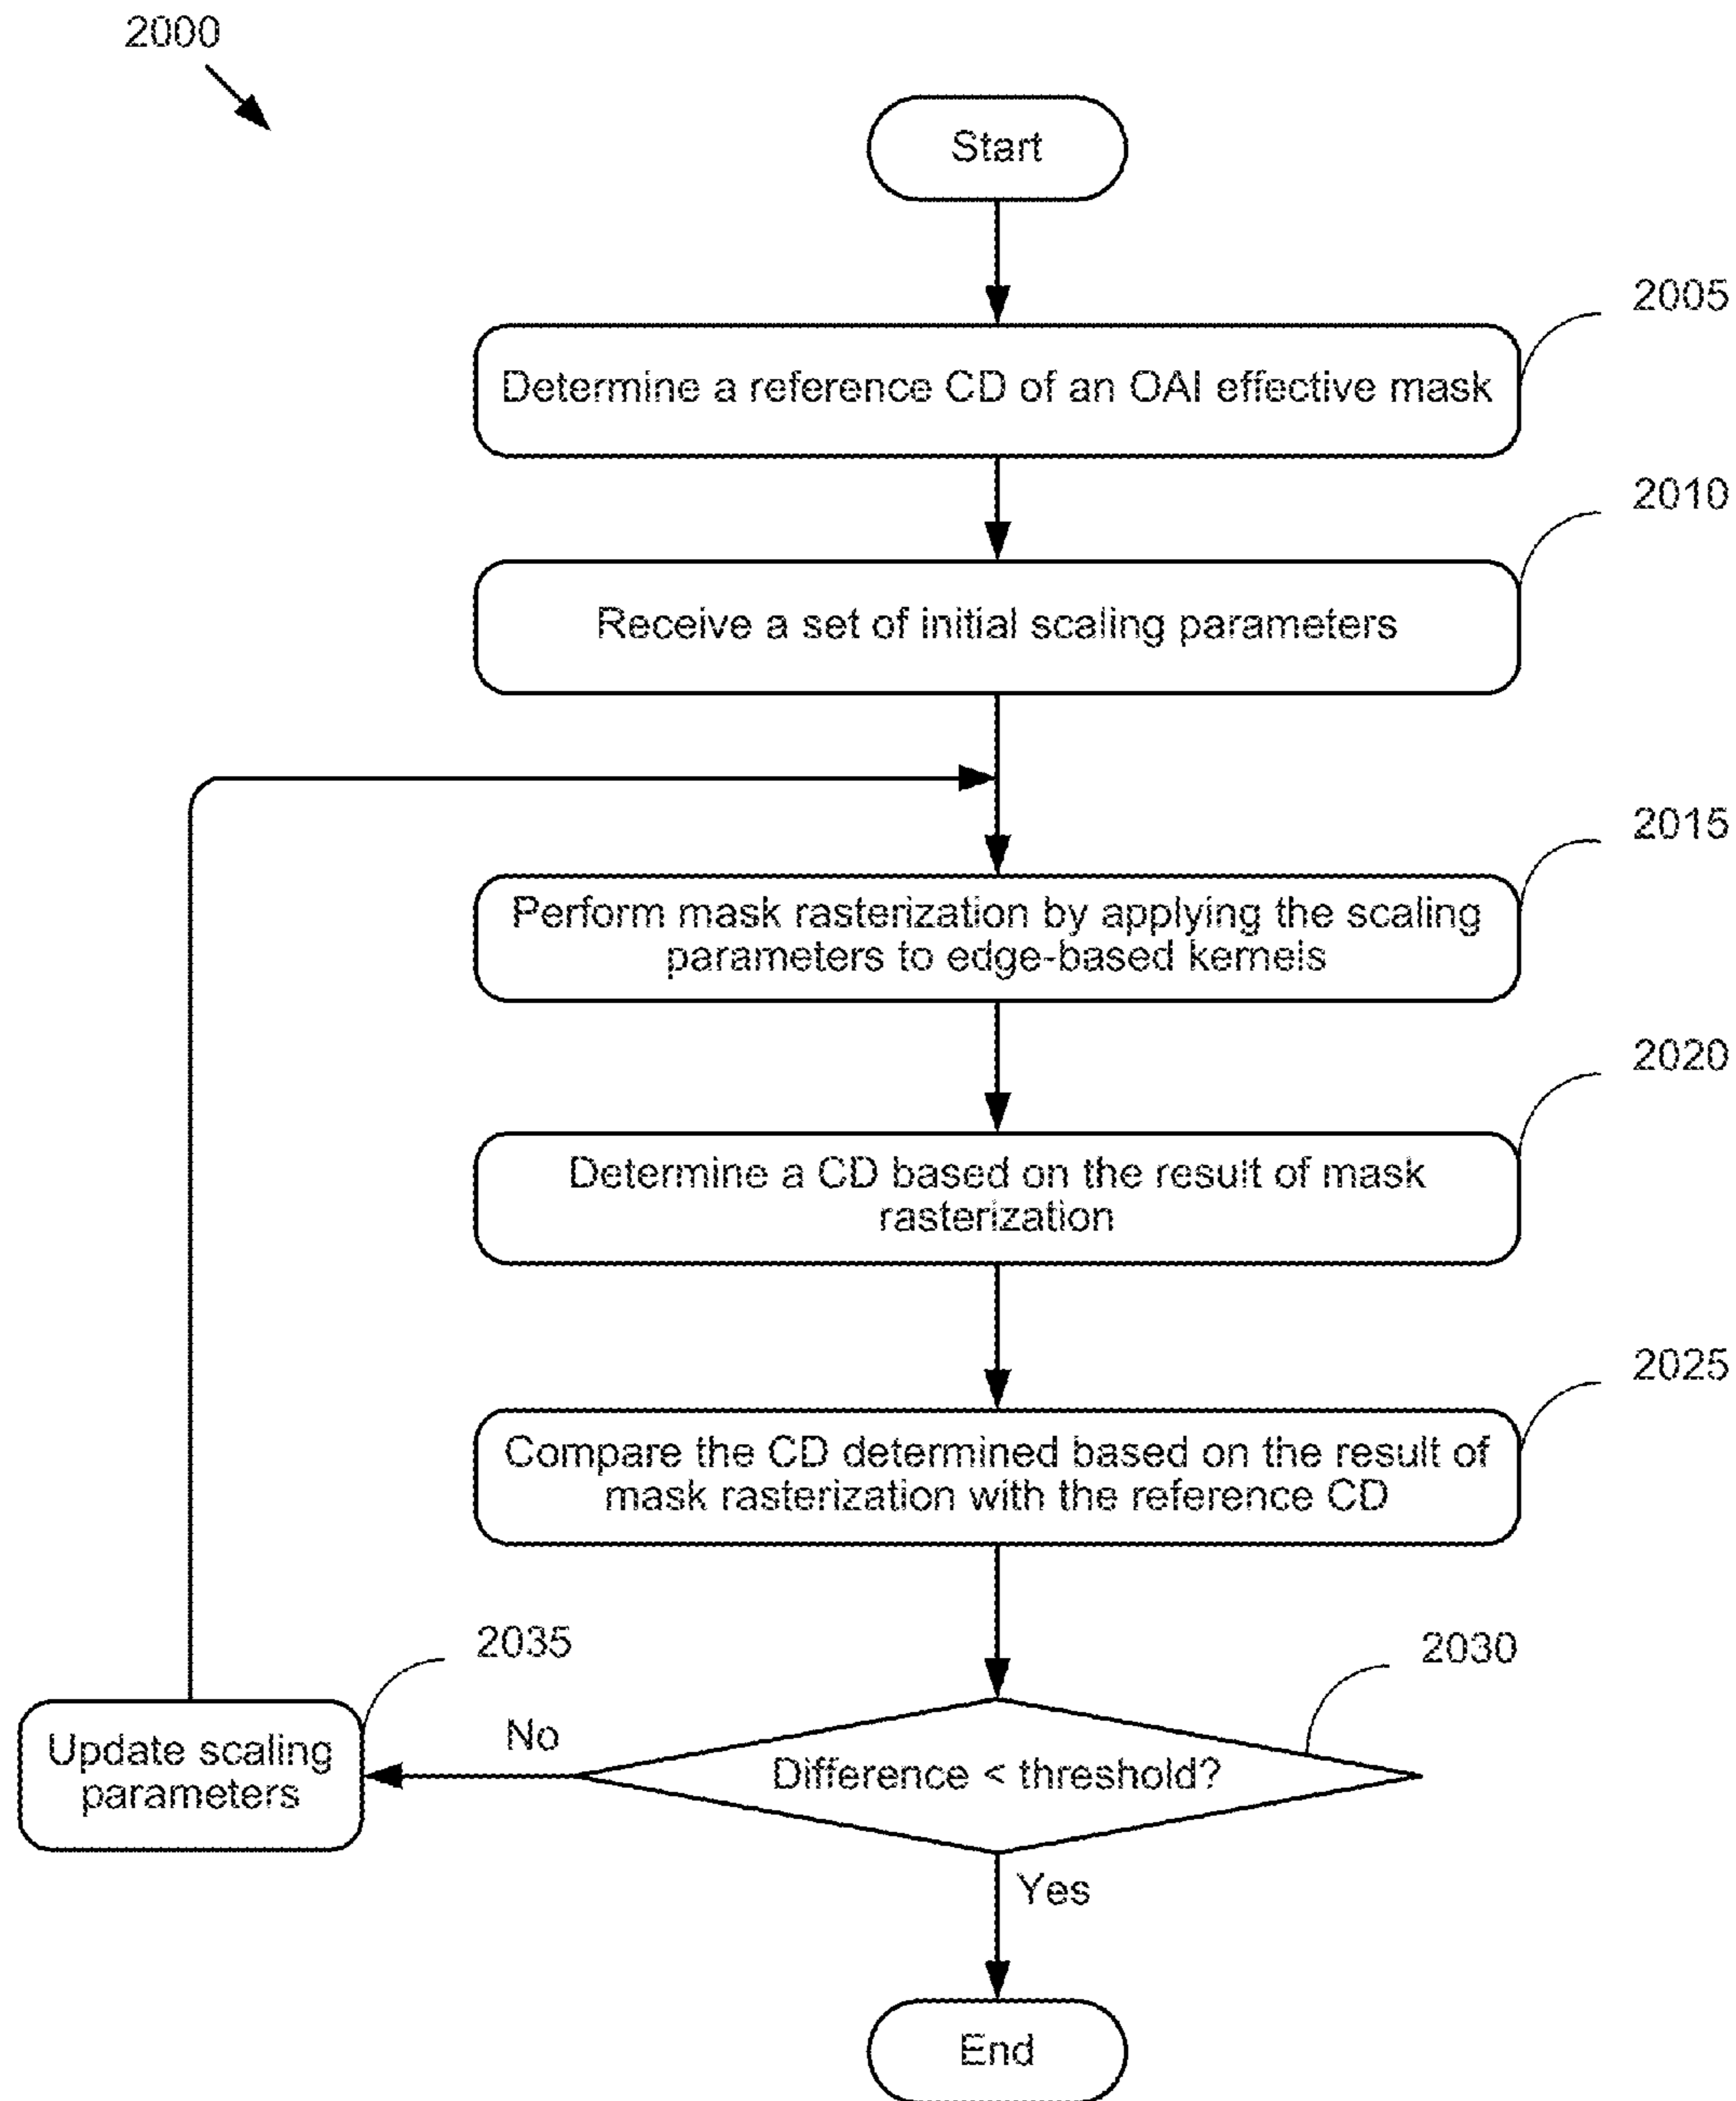 2000
Start
2005
Determine a reference CD of an OAI effective mask
2010
Receive a set of initial scaling parameters
2015
Perform mask rasterization by applying the scaling
parameters to edge-based kernels
2020
Determine a CD based on the result of mask
rasterization
2025
Compare the CD determined based on the result of
mask rasterization with the reference CD
2035
2030
Update scaling
parameters
No
Difference < threshold?
Yes
End